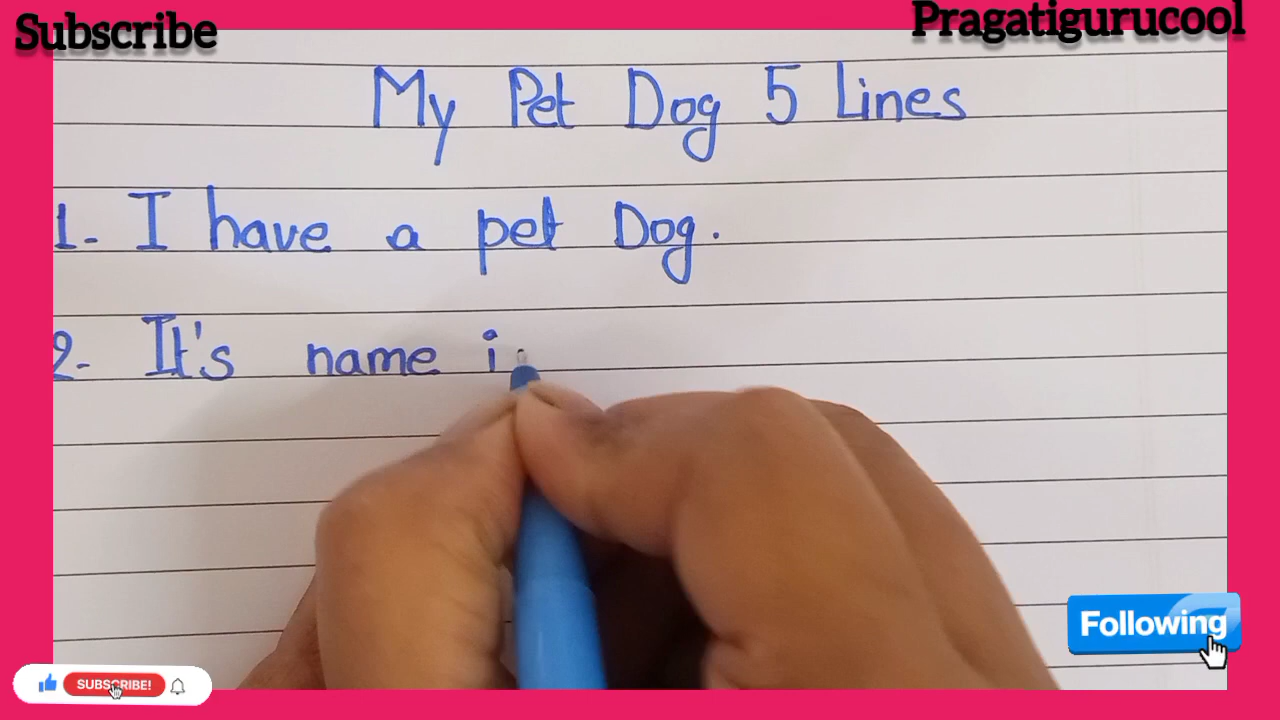 Subscribe
Pragatigurucool
My Pet Dog 5 Lines
1. I have a pet Dog.
2. It's name i
Following
SUBSCRIBE!